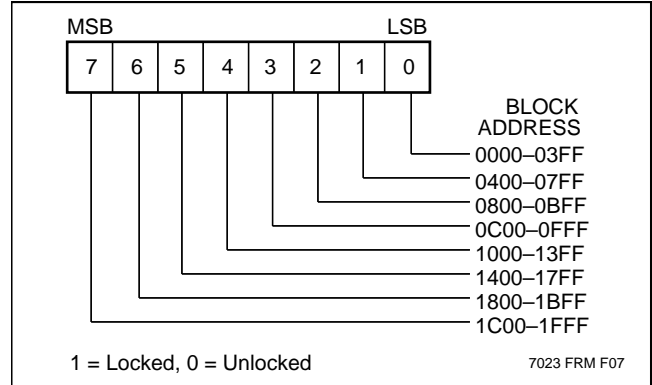 MSB LSB
7 6 5 4 3 2 1 0
BLOCK
ADDRESS
0000–03FF
0400–07FF
0800–0BFF
0C00–0FFF
1000–13FF
1400–17FF
1800–1BFF
1C00–1FFF
1 = Locked, 0 = Unlocked 7023 FRM F07